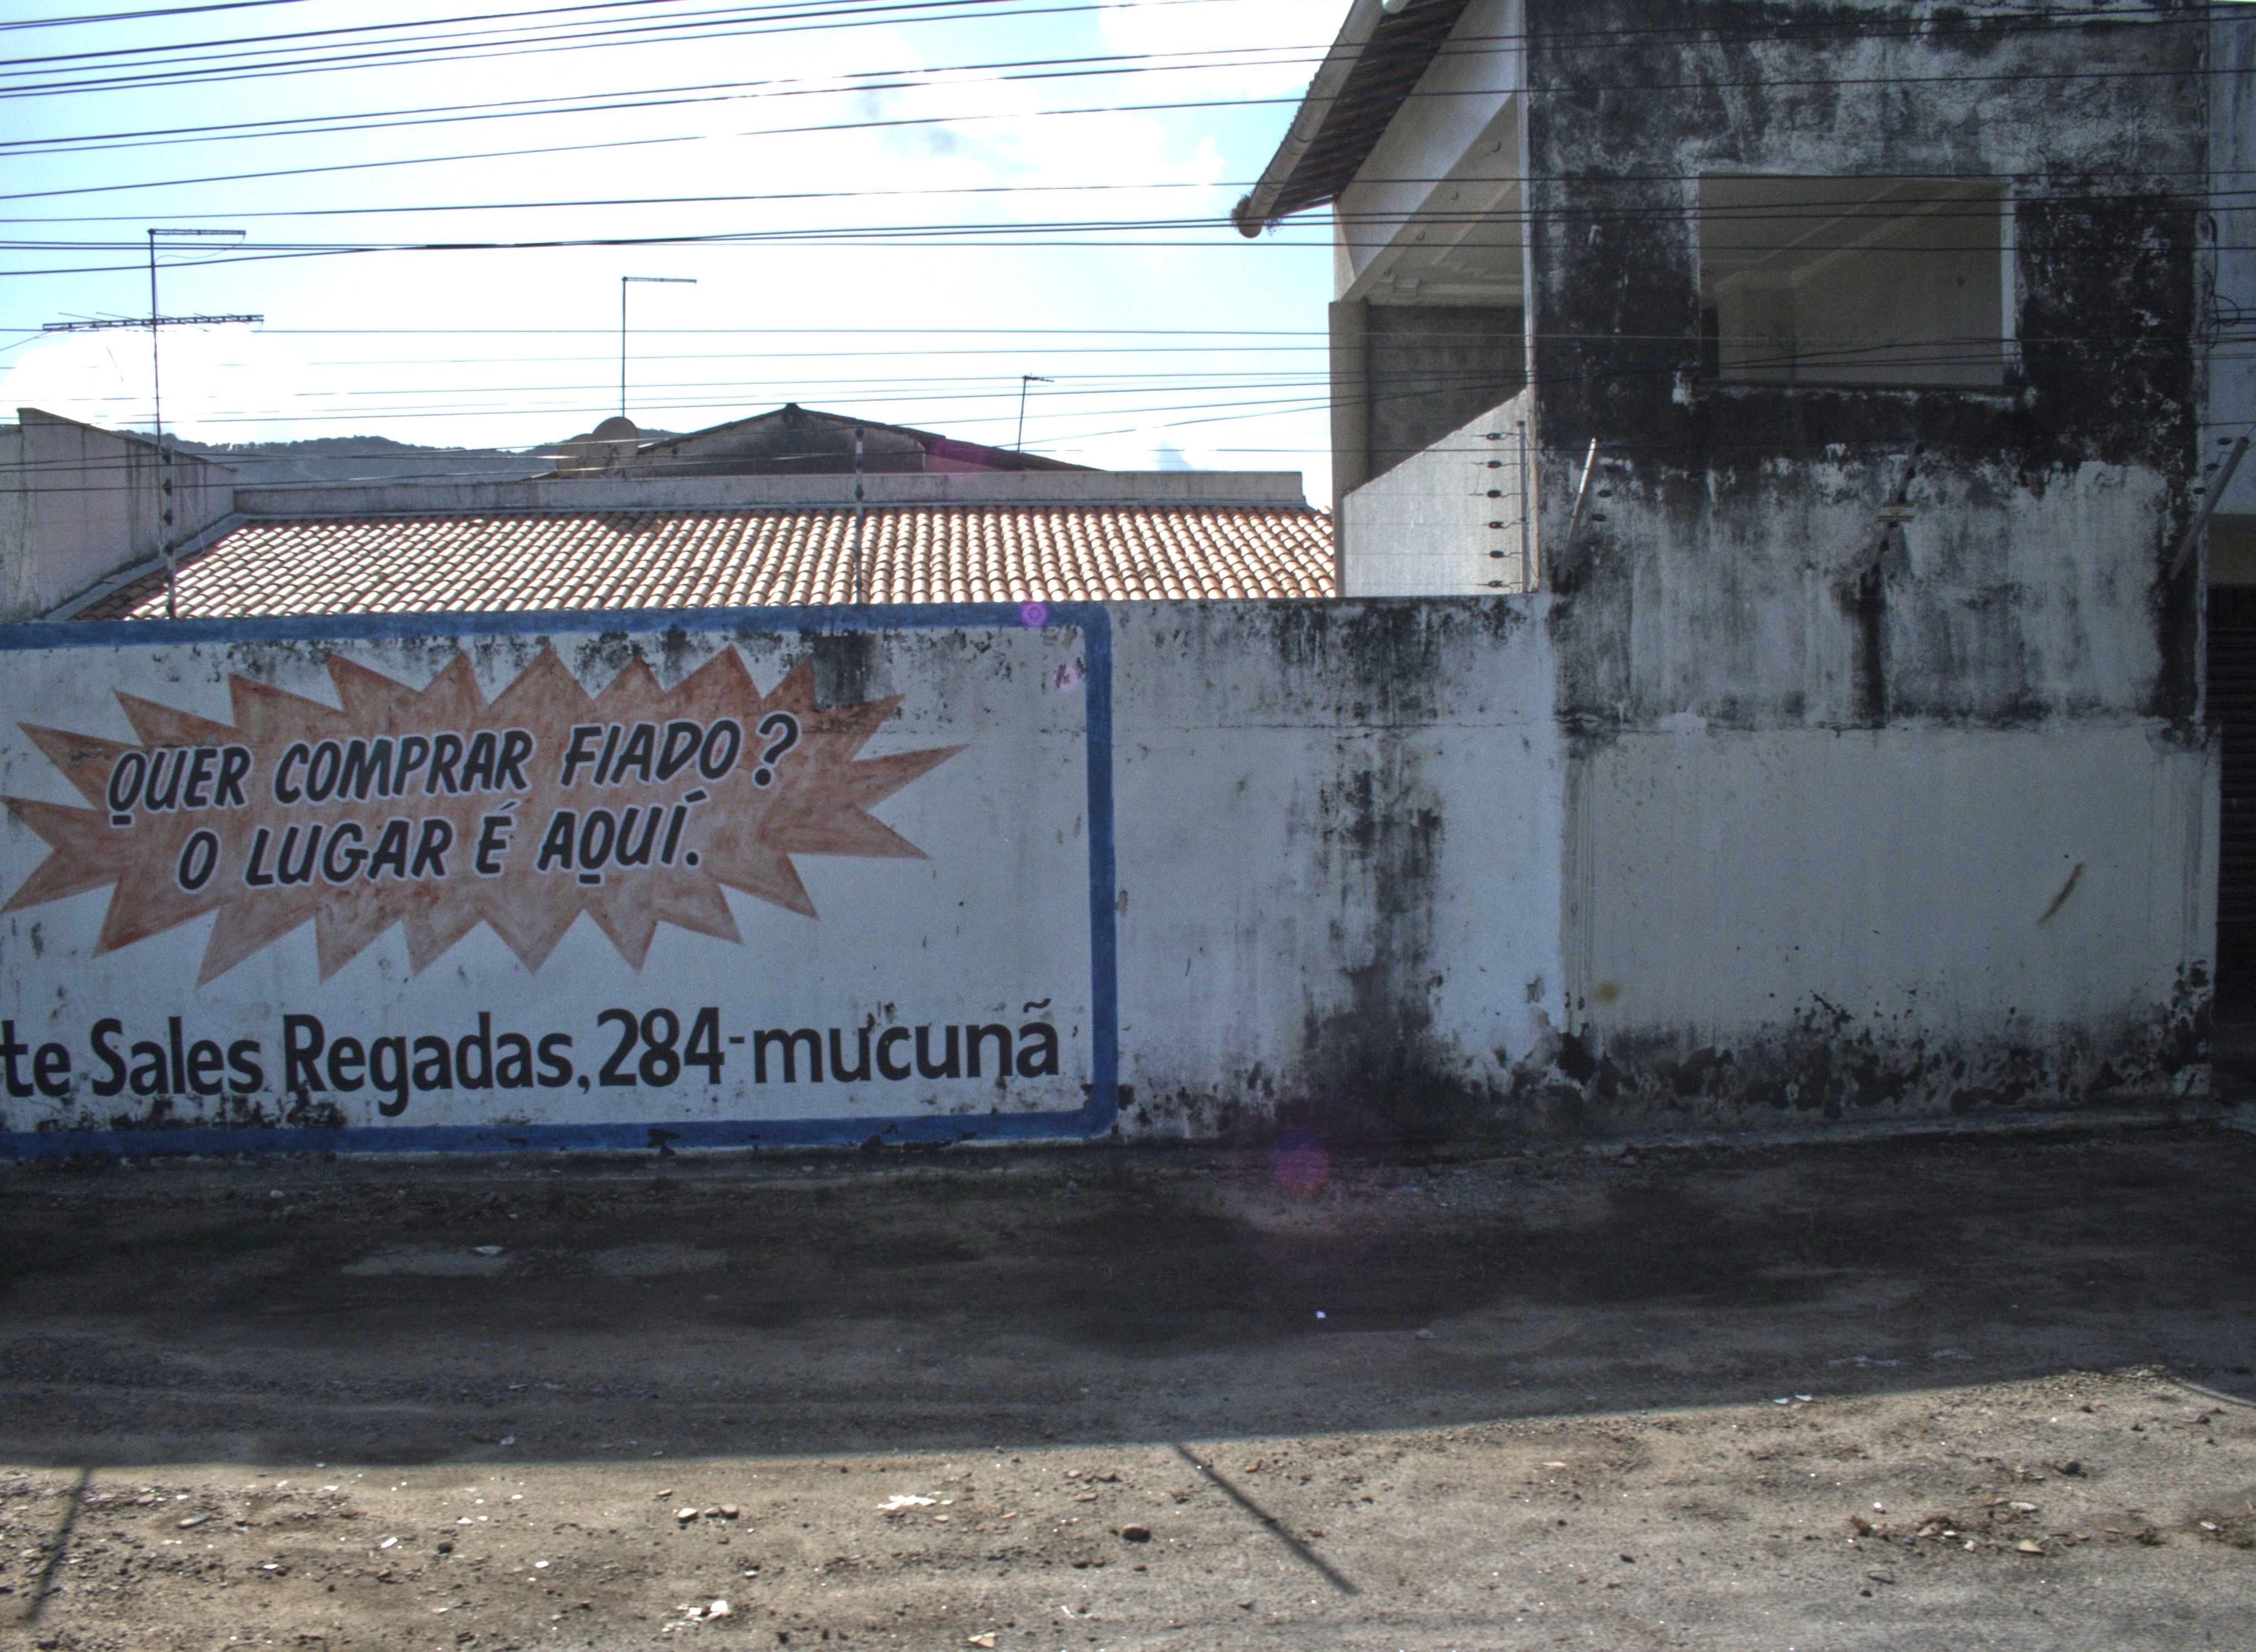 QUER COMPRAR FIADO?
O LUGAR É AQUÍ.
te Sales Regadas, 284-mucunã